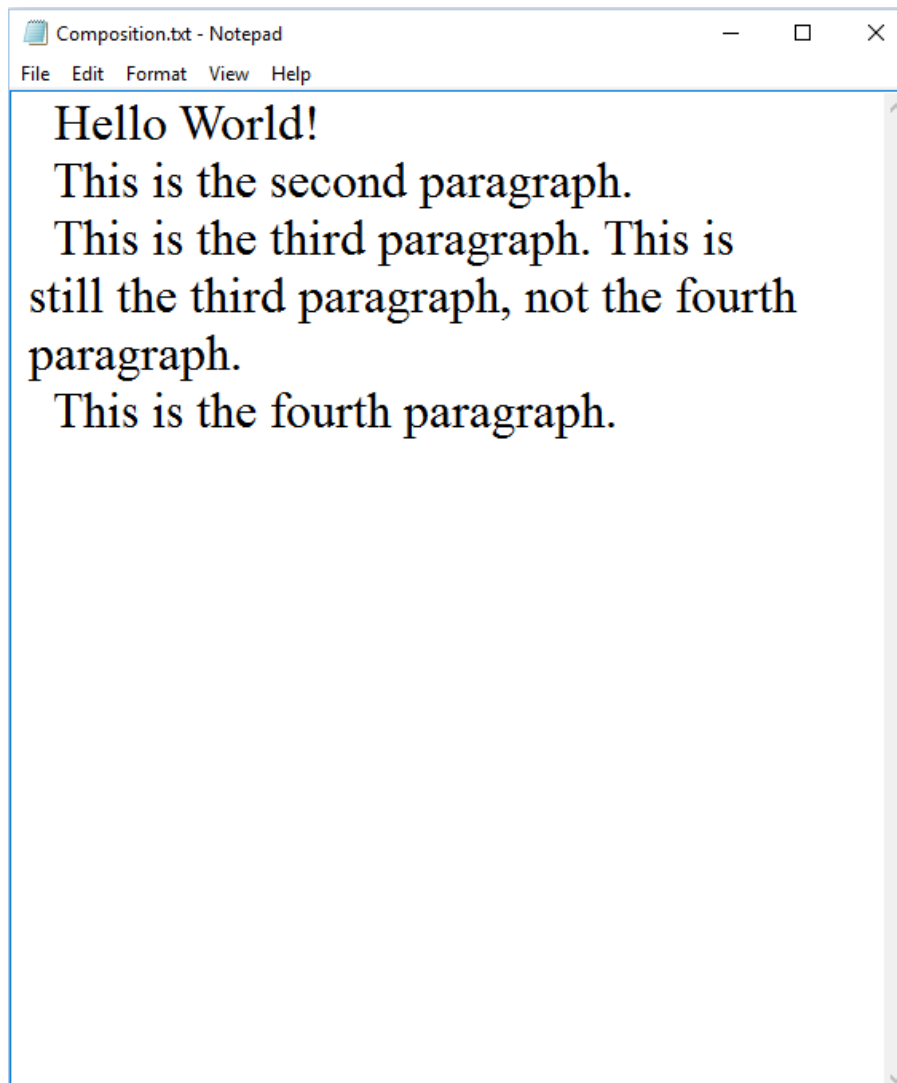 Composition.txt - Notepad
File Edit Format View Help
Hello World!
This is the second paragraph.
This is the third paragraph. This is
still the third paragraph, not the fourth
paragraph.
This is the fourth paragraph.